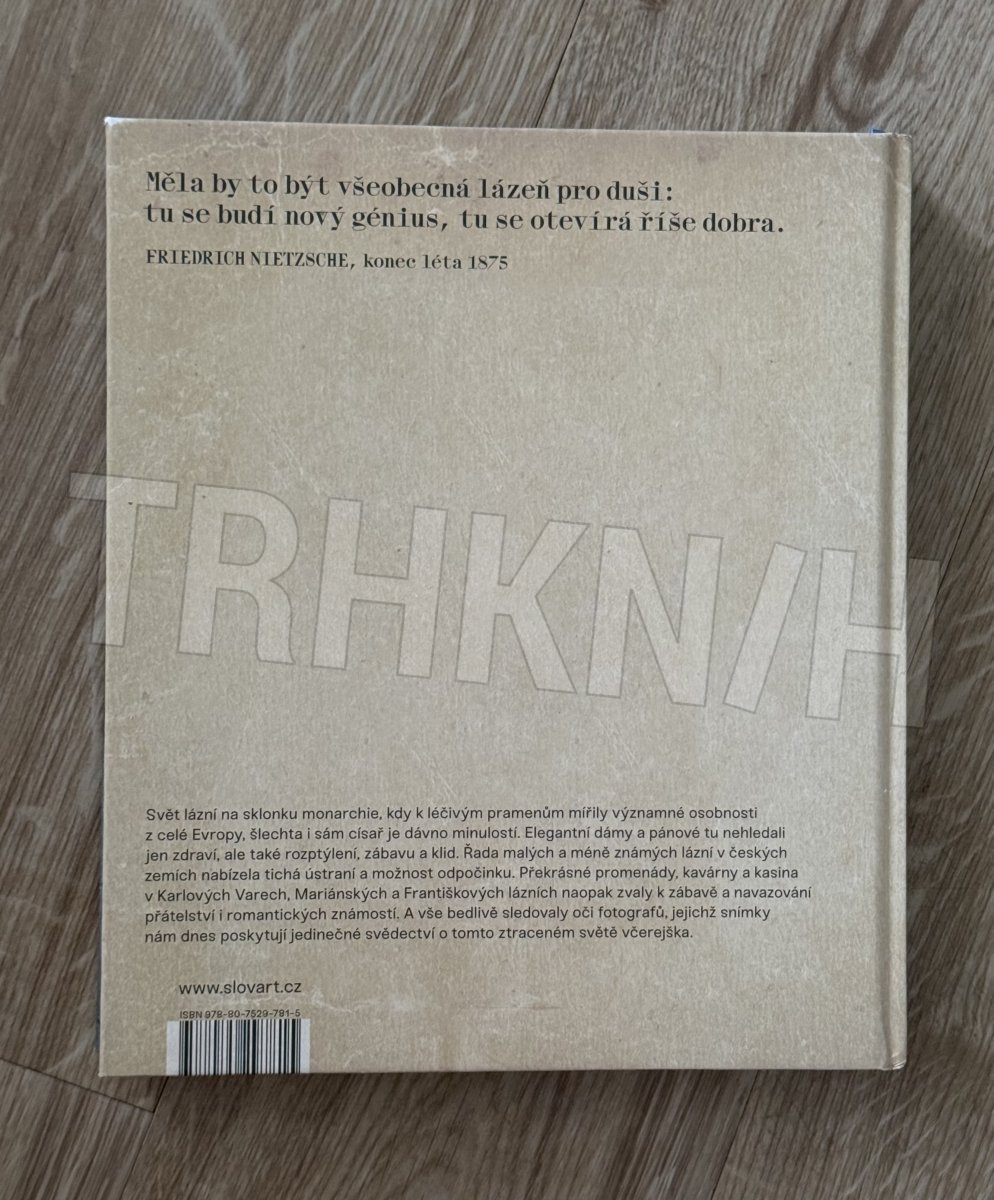 Měla by to být všeobecná lázeň pro duši:
tu se budí nový génius, tu se otevírá říše dobra.
FRIEDRICH NIETZSCHE, konec léta 1875
TRHKN/H
Svět lázní na sklonku monarchie, kdy k léčivým pramenům mířily významné osobnosti
z celé Evropy, šlechta i sám císař je dávno minulostí. Elegantní dámy a pánové tu nehledali
jen zdraví, ale také rozptýlení, zábavu a klid. Řada malých a méně známých lázní v českých
zemích nabízela tichá ústraní a možnost odpočinku. Překrásné promenády, kavárny a kasina
v Karlových Varech, Mariánských a Františkových lázních naopak zvaly k zábavě a navazování
přátelství i romantických známostí. A vše bedlivě sledovaly oči fotografů, jejichž snímky
nám dnes poskytují jedinečné svědectví o tomto ztraceném světě včerejška.
www.slovart.cz
ISBN 978-80-7529-791-5